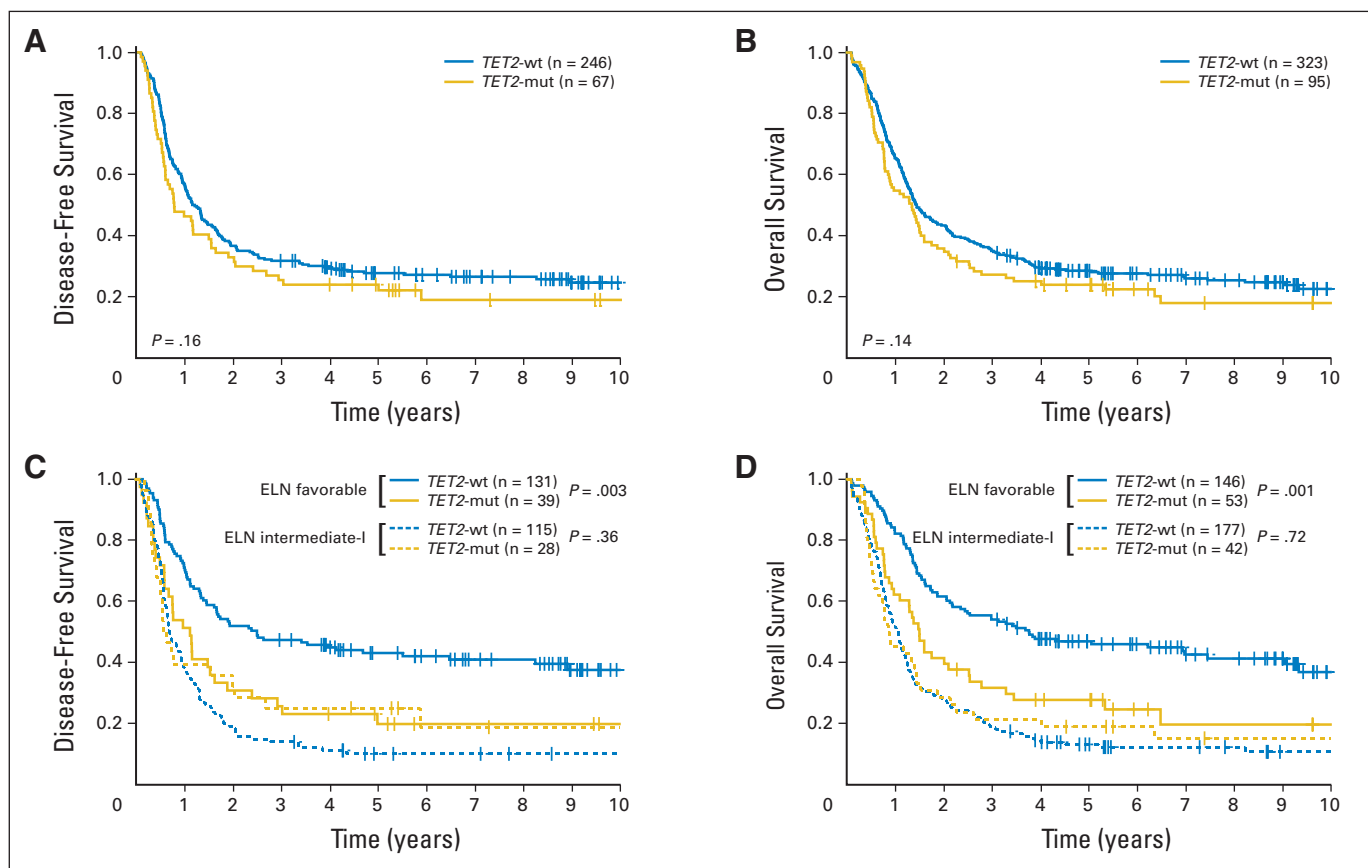 A
1.0
0.8
0.6
0.4
0.2
0
Disease-Free Survival
TET2-wt (n = 246)
TET2-mut (n = 67)
P = .16
1 2 3 4 5 6 7 8 9 10
Time (years)
B
1.0
0.8
0.6
0.4
0.2
0
Overall Survival
TET2-wt (n = 323)
TET2-mut (n = 95)
P = .14
1 2 3 4 5 6 7 8 9 10
Time (years)
C
1.0
0.8
0.6
0.4
0.2
0
Disease-Free Survival
ELN favorable
TET2-wt (n = 131)
TET2-mut (n = 39)
P = .003
ELN intermediate-I
TET2-wt (n = 115)
TET2-mut (n = 28)
P = .36
1 2 3 4 5 6 7 8 9 10
Time (years)
D
1.0
0.8
0.6
0.4
0.2
0
Overall Survival
ELN favorable
TET2-wt (n = 146)
TET2-mut (n = 53)
P = .001
ELN intermediate-I
TET2-wt (n = 177)
TET2-mut (n = 42)
P = .72
1 2 3 4 5 6 7 8 9 10
Time (years)